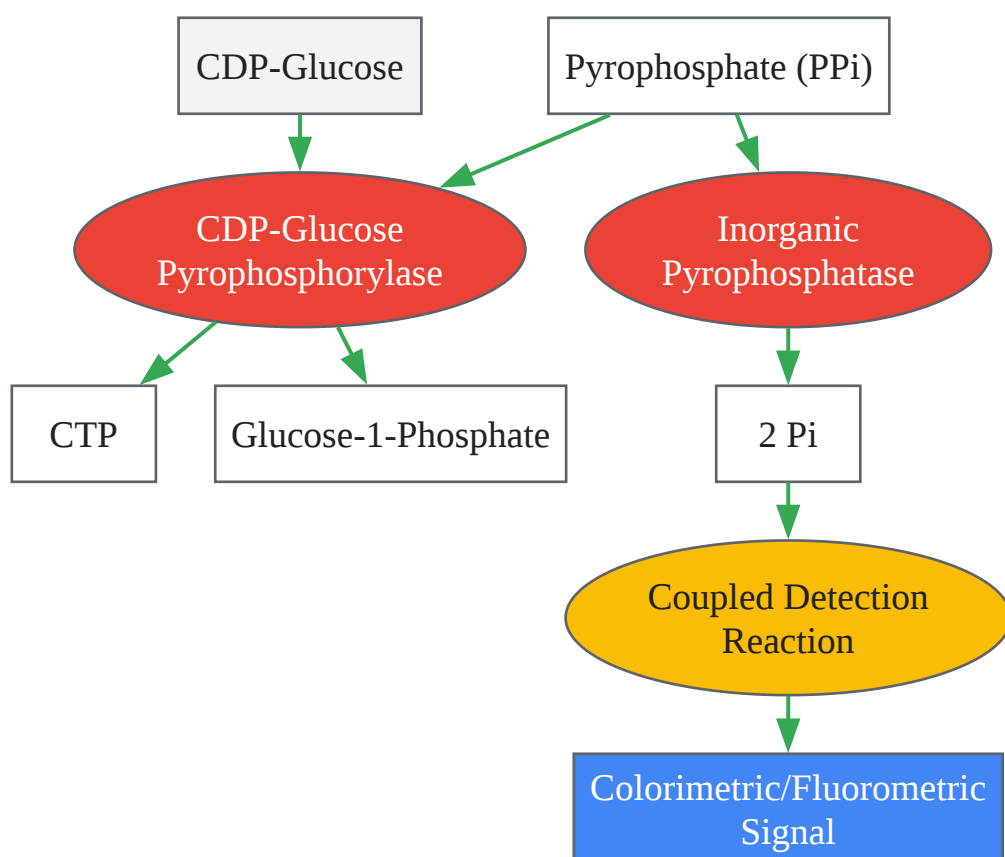 CDP-Glucose
Pyrophosphate (PPi)
CDP-Glucose
Pyrophosphorylase
Inorganic
Pyrophosphatase
CTP
Glucose-1-Phosphate
2 Pi
Coupled Detection
Reaction
Colorimetric/Fluorometric
Signal